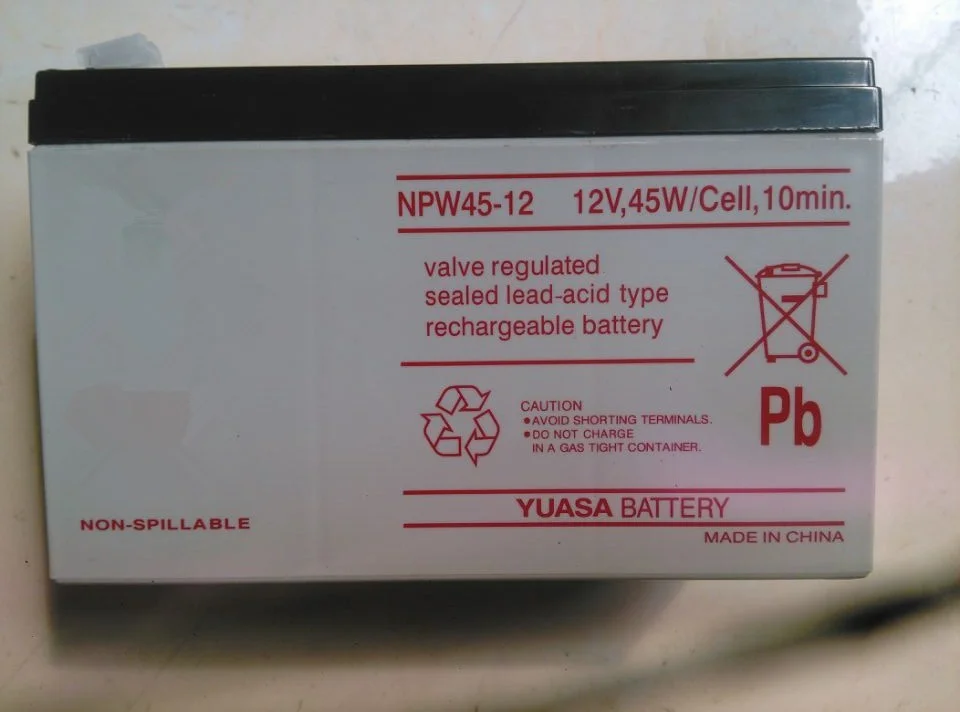 NPW45-12 12V,45W/Cell,10min.
valve regulated
sealed lead-acid type
rechargeable battery
CAUTION
●AVOID SHORTING TERMINALS.
●DO NOT CHARGE
IN A GAS TIGHT CONTAINER.
Pb
NON-SPILLABLE
YUASA BATTERY
MADE IN CHINA